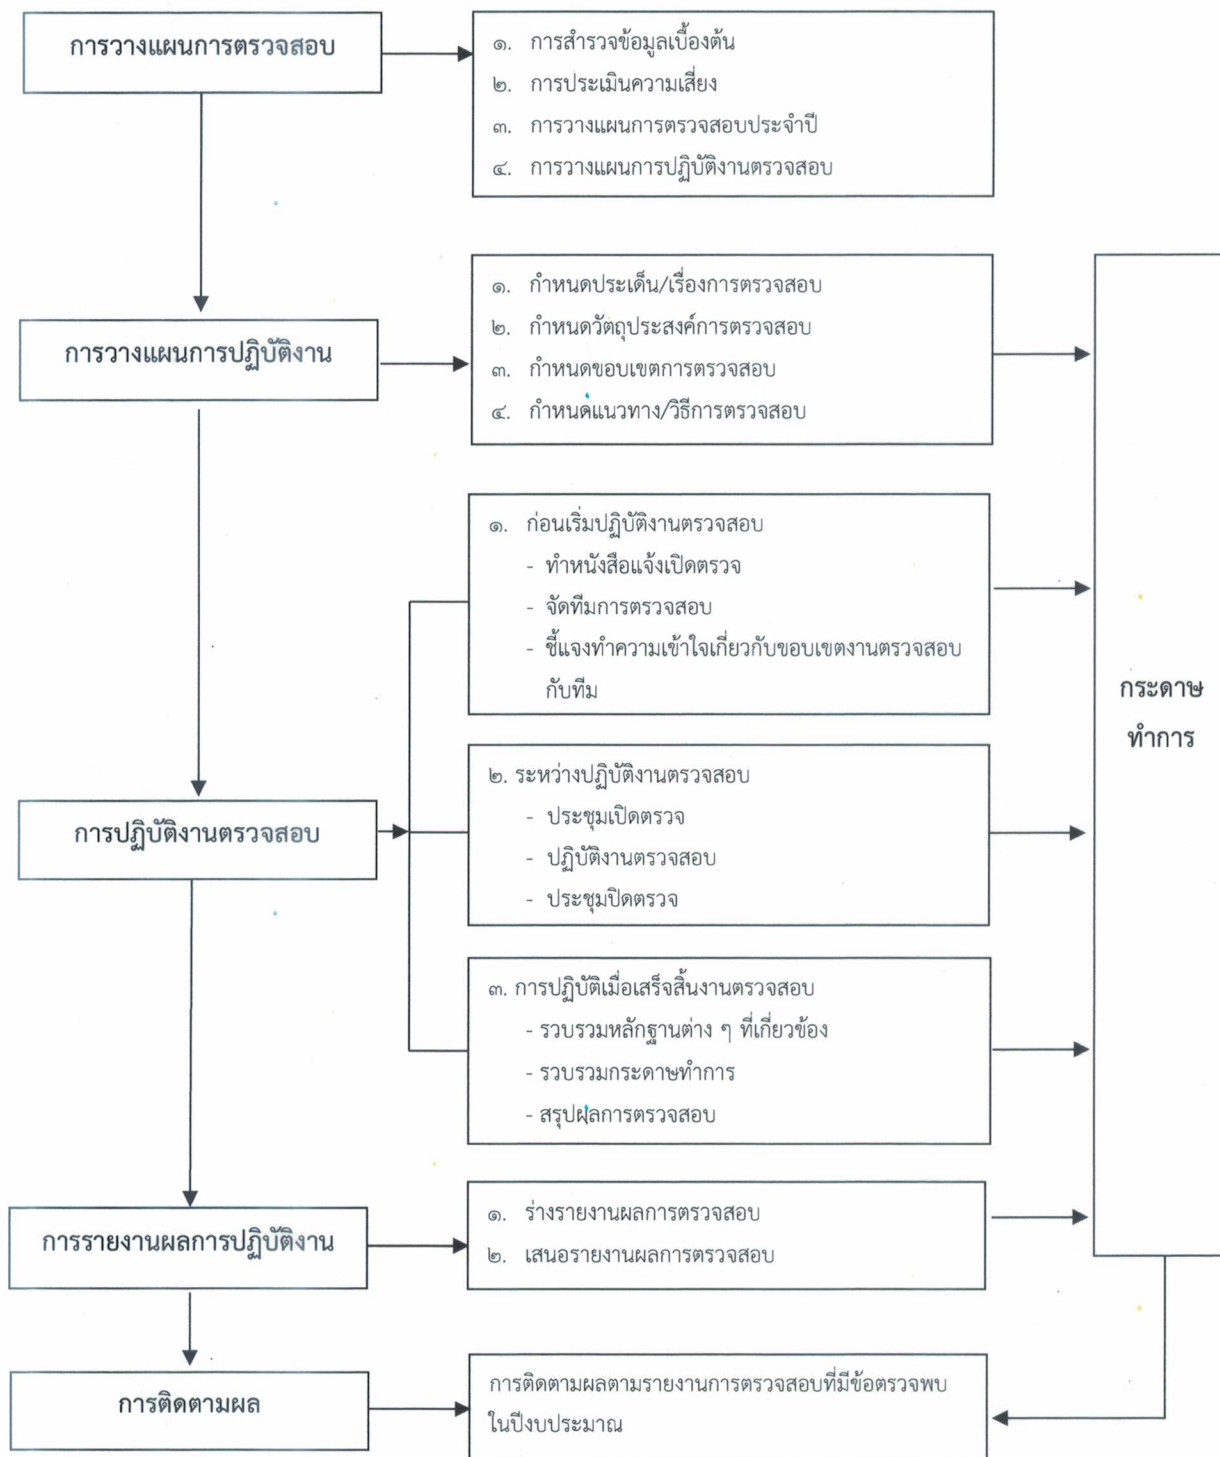 การวางแผนการตรวจสอบ
๑. การสำรวจข้อมูลเบื้องต้น
๒. การประเมินความเสี่ยง
๓. การวางแผนการตรวจสอบประจำปี
๔. การวางแผนการปฏิบัติงานตรวจสอบ
การวางแผนการปฏิบัติงาน
๑. กำหนดประเด็น/เรื่องการตรวจสอบ
๒. กำหนดวัตถุประสงค์การตรวจสอบ
๓. กำหนดขอบเขตการตรวจสอบ
๔. กำหนดแนวทาง/วิธีการตรวจสอบ
การปฏิบัติงานตรวจสอบ
๑. ก่อนเริ่มปฏิบัติงานตรวจสอบ
- ทำหนังสือแจ้งเปิดตรวจ
- จัดทีมการตรวจสอบ
- ชี้แจงทำความเข้าใจเกี่ยวกับขอบเขตงานตรวจสอบ
กับทีม
๒. ระหว่างปฏิบัติงานตรวจสอบ
- ประชุมเปิดตรวจ
- ปฏิบัติงานตรวจสอบ
- ประชุมปิดตรวจ
๓. การปฏิบัติเมื่อเสร็จสิ้นงานตรวจสอบ
- รวบรวมหลักฐานต่าง ๆ ที่เกี่ยวข้อง
- รวบรวมกระดาษทำการ
- สรุปผลการตรวจสอบ
กระดาษ
ทำการ
การรายงานผลการปฏิบัติงาน
๑. ร่างรายงานผลการตรวจสอบ
๒. เสนอรายงานผลการตรวจสอบ
การติดตามผล
การติดตามผลตามรายงานการตรวจสอบที่มีข้อตรวจพบ
ในปีงบประมาณ